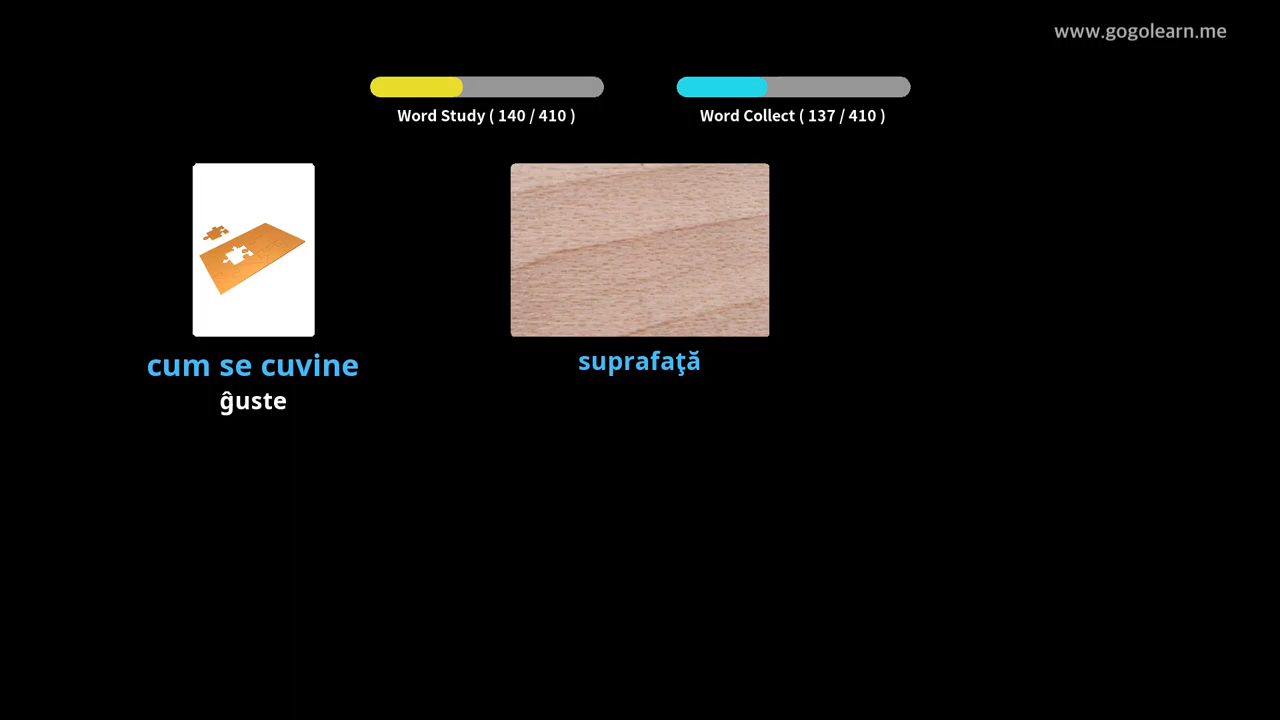 www.gogolearn.me
Word Study ( 140 / 410 )
Word Collect ( 137 / 410 )
cum se cuvine
ĝuste
suprafaţă